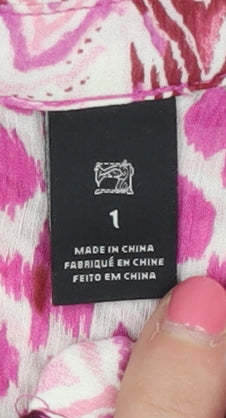 1
MADE IN CHINA
FABRIQUÉ EN CHINE
FEITO EM CHINA